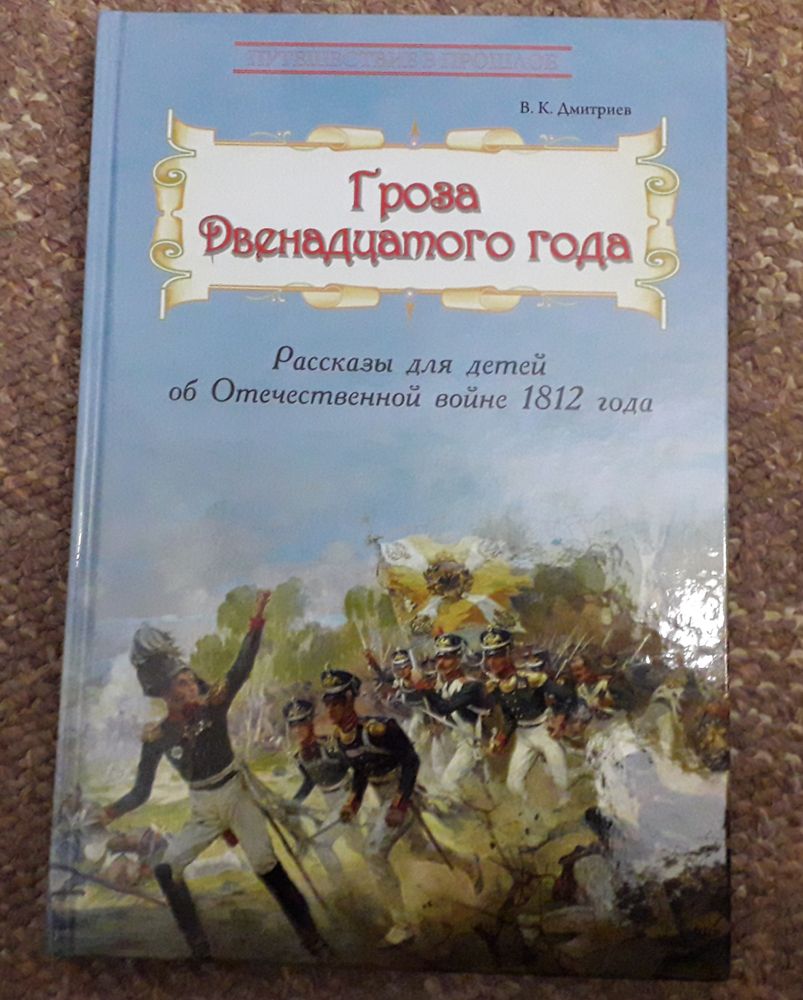 ПУТЕШЕСТВИЕ В ПРОШЛОЕ
В. К. Дмитриев
Гроза
Двенадцатого года
Рассказы для детей
об Отечественной войне 1812 года